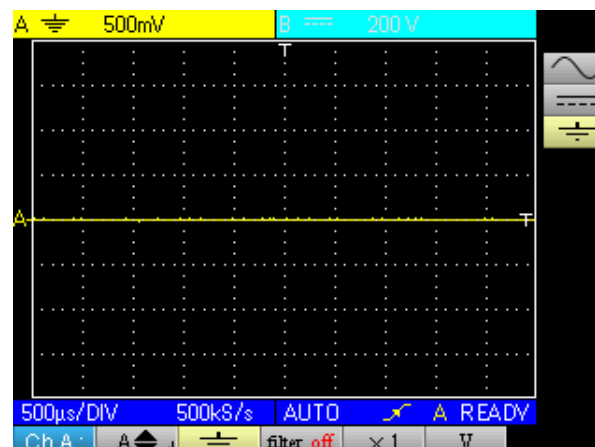 A 500mV B 200 V
T
A T
500µs/DIV 500kS/s AUTO A READY
Ch A: A filter off ×1 V